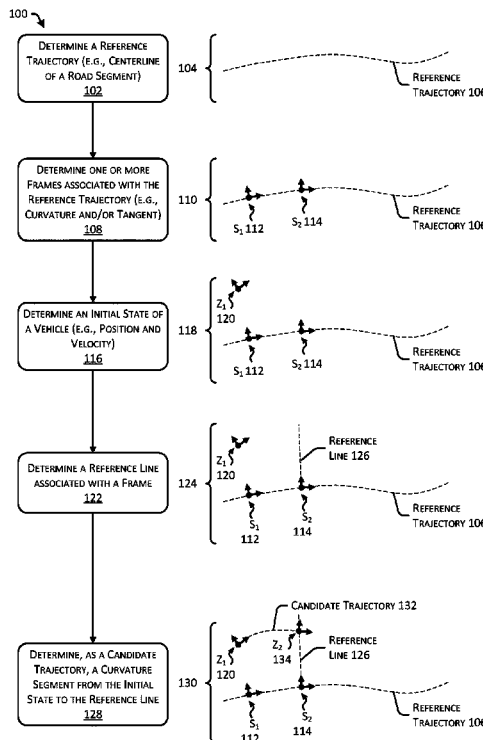 100
DETERMINE A REFERENCE
TRAJECTORY (E.G., CENTERLINE
OF A ROAD SEGMENT)
102
104
REFERENCE
TRAJECTORY 106
DETERMINE ONE OR MORE
FRAMES ASSOCIATED WITH THE
REFERENCE TRAJECTORY (E.G.,
CURVATURE AND/OR TANGENT)
108
110
S1 112
S2 114
REFERENCE
TRAJECTORY 106
DETERMINE AN INITIAL STATE OF
A VEHICLE (E.G., POSITION AND
VELOCITY)
116
118
Z1
120
S1 112
S2 114
REFERENCE
TRAJECTORY 106
DETERMINE A REFERENCE LINE
ASSOCIATED WITH A FRAME
122
124
Z1
120
REFERENCE
LINE 126
S1
112
S2
114
REFERENCE
TRAJECTORY 106
DETERMINE, AS A CANDIDATE
TRAJECTORY, A CURVATURE
SEGMENT FROM THE INITIAL
STATE TO THE REFERENCE LINE
128
130
CANDIDATE TRAJECTORY 132
Z1
120
Z2
134
REFERENCE
LINE 126
S1
112
S2
114
REFERENCE
TRAJECTORY 106